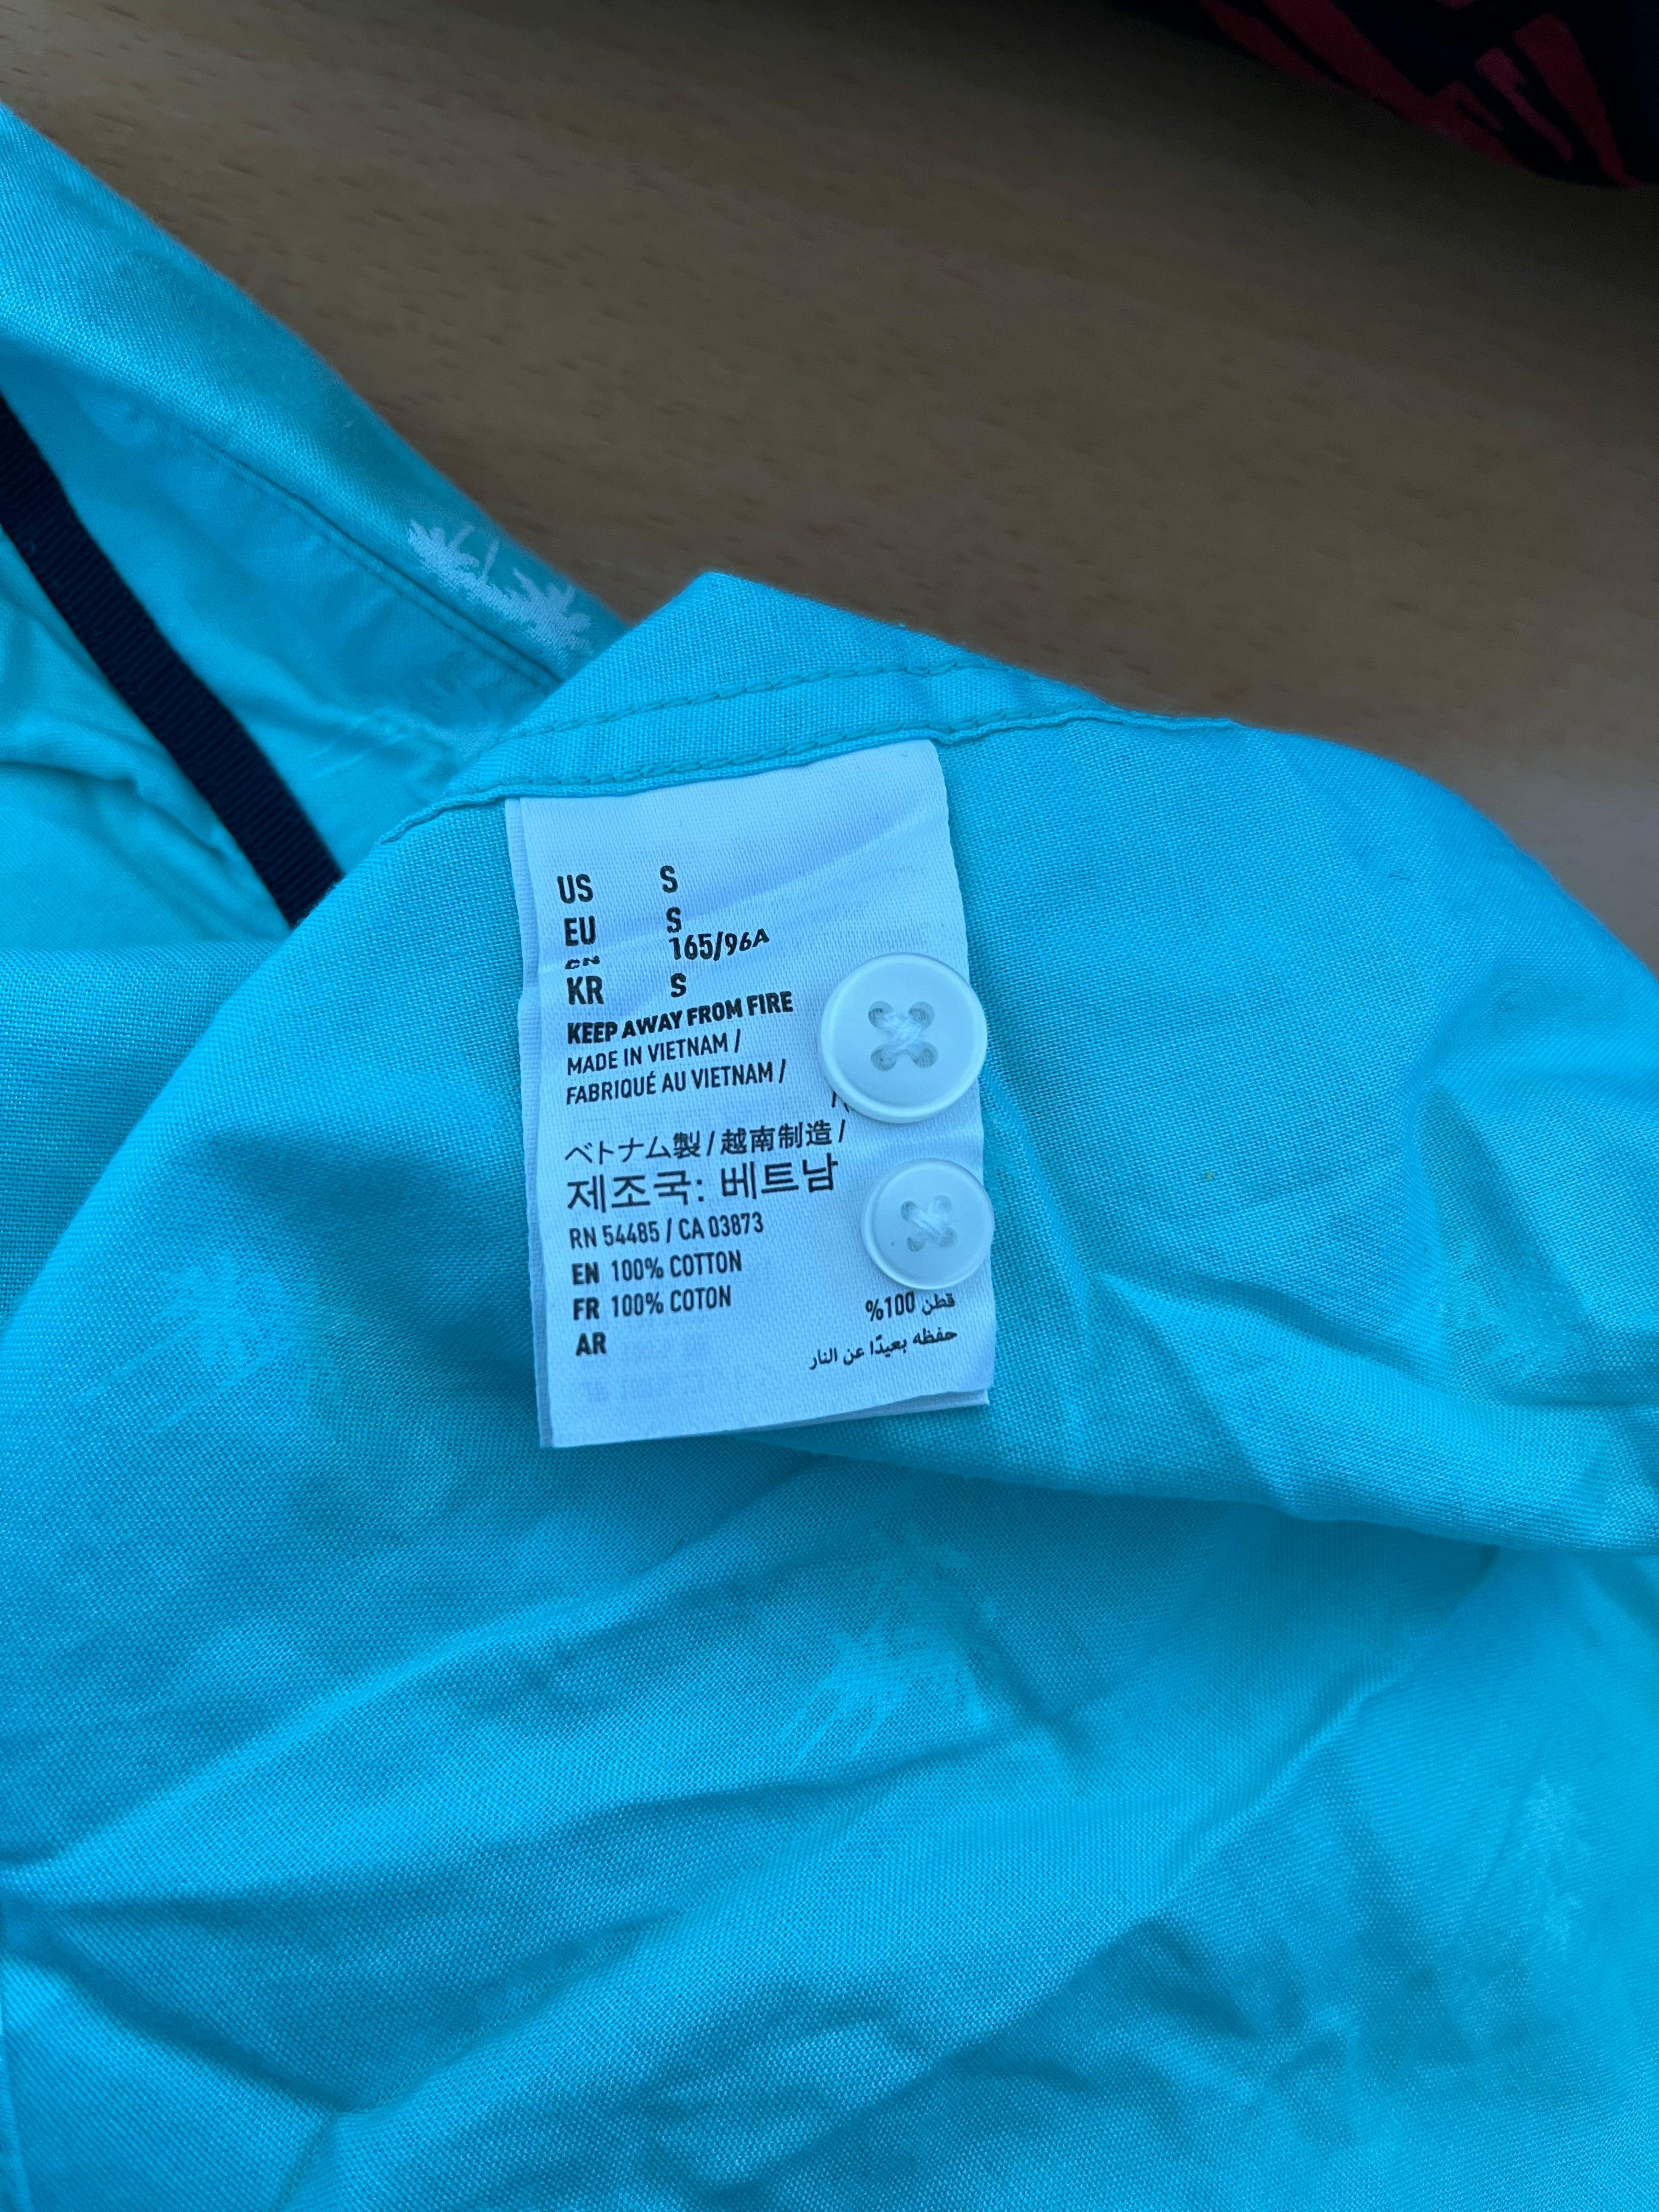 US S
EU S
CN 165/96A
KR S
KEEP AWAY FROM FIRE
MADE IN VIETNAM /
FABRIQUÉ AU VIETNAM /
ベトナム製 / 越南制造 /
제조국: 베트남
RN 54485 / CA 03873
EN 100% COTTON
FR 100% COTON
AR قطن 100%
حفظه بعيدًا عن النار